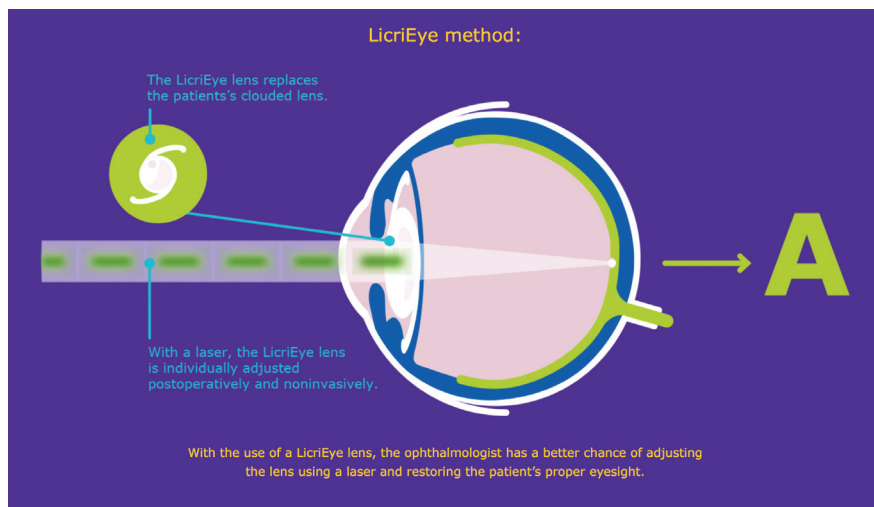 LicriEye method:
The LicriEye lens replaces
the patients's clouded lens.
With a laser, the LicriEye lens
is individually adjusted
postoperatively and noninvasively.
A
With the use of a LicriEye lens, the ophthalmologist has a better chance of adjusting
the lens using a laser and restoring the patient's proper eyesight.